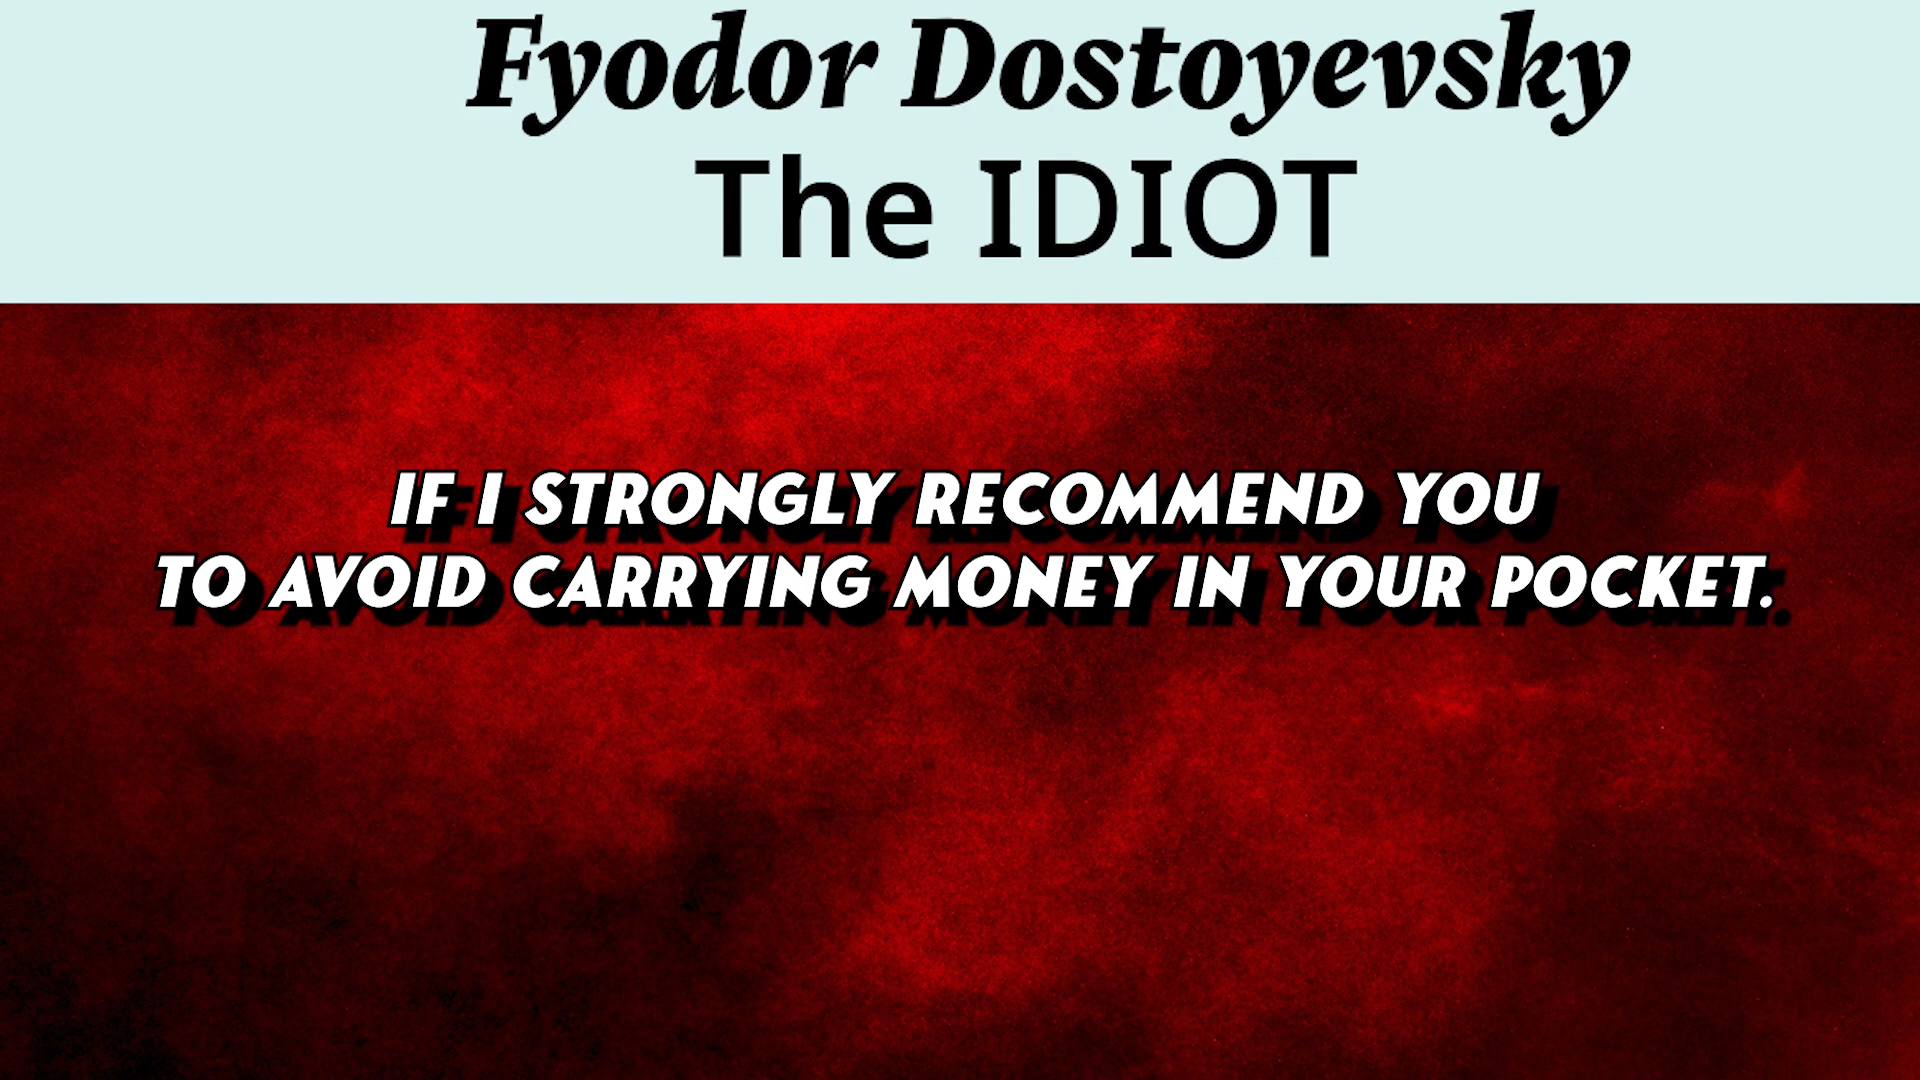 Fyodor Dostoyevsky
The IDIOT
IF I STRONGLY RECOMMEND YOU
TO AVOID CARRYING MONEY IN YOUR POCKET.